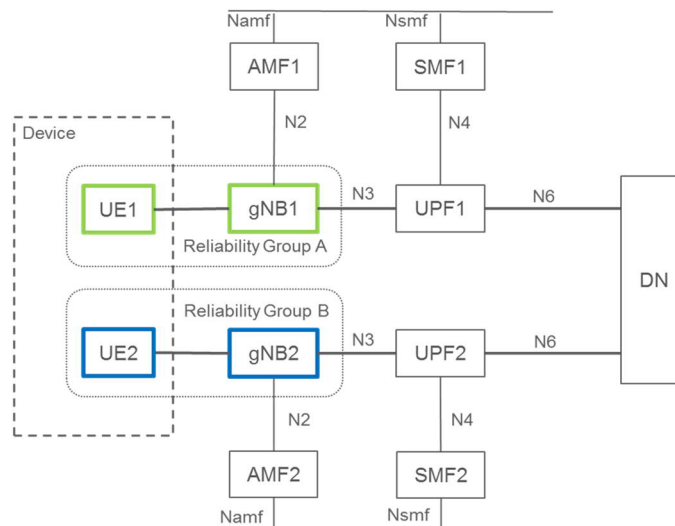 Namf
Nsmf
AMF1
SMF1
N2
N4
Device
UE1
gNB1
N3
UPF1
N6
Reliability Group A
DN
Reliability Group B
UE2
gNB2
N3
UPF2
N6
N2
N4
AMF2
SMF2
Namf
Nsmf